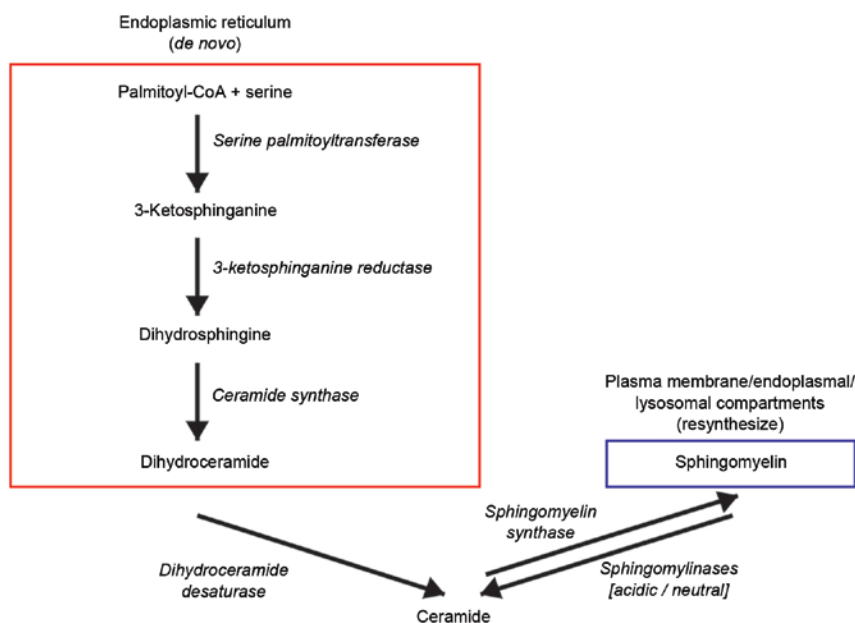 Endoplasmic reticulum
(de novo)
Palmitoyl-CoA + serine
Serine palmitoyltransferase
3-Ketosphinganine
3-ketosphinganine reductase
Dihydrosphingine
Ceramide synthase
Dihydroceramide
Plasma membrane/endoplasmal/
lysosomal compartments
(resynthesize)
Sphingomyelin
Sphingomyelin
synthase
Dihydroceramide
desaturase
Sphingomylinases
[acidic / neutral]
Ceramide